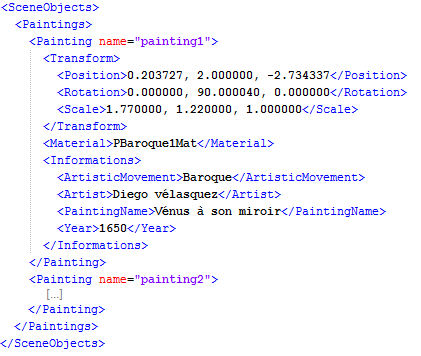 <SceneObjects>
<Paintings>
<Painting name="painting1">
<Transform>
<Position>0.203727, 2.000000, -2.734337</Position>
<Rotation>0.000000, 90.000040, 0.000000</Rotation>
<Scale>1.770000, 1.220000, 1.000000</Scale>
</Transform>
<Material>PBaroque1Mat</Material>
<Informations>
<ArtisticMovement>Baroque</ArtisticMovement>
<Artist>Diego vélasquez</Artist>
<PaintingName>Vénus à son miroir</PaintingName>
<Year>1650</Year>
</Informations>
</Painting>
<Painting name="painting2">
[...]
</Painting>
</Paintings>
</SceneObjects>